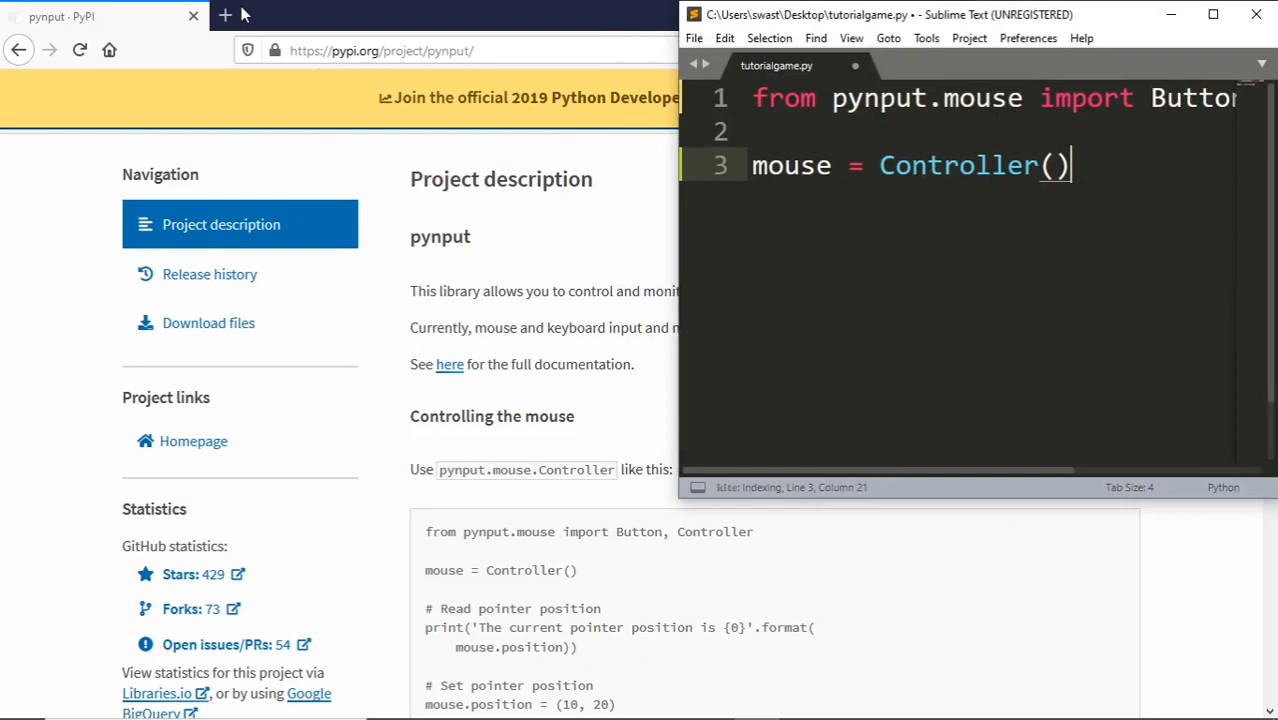 pynput · PyPI
https://pypi.org/project/pynput/
Join the official 2019 Python Develope
Navigation
Project description
Release history
Download files
Project links
Homepage
Statistics
GitHub statistics:
Stars: 429
Forks: 73
Open issues/PRs: 54
View statistics for this project via
Libraries.io, or by using Google
BigQuery
Project description
pynput
This library allows you to control and monit
Currently, mouse and keyboard input and
See here for the full documentation.
Controlling the mouse
Use pynput.mouse.Controller like this:
from pynput.mouse import Button, Controller
mouse = Controller()
# Read pointer position
print('The current pointer position is {0}'.format(
mouse.position))
# Set pointer position
mouse.position = (10, 20)
C:\Users\swast\Desktop\tutorialgame.py • - Sublime Text (UNREGISTERED)
File Edit Selection Find View Goto Tools Project Preferences Help
tutorialgame.py
1 from pynput.mouse import Button
2
3 mouse = Controller()
kite: Indexing, Line 3, Column 21
Tab Size: 4
Python